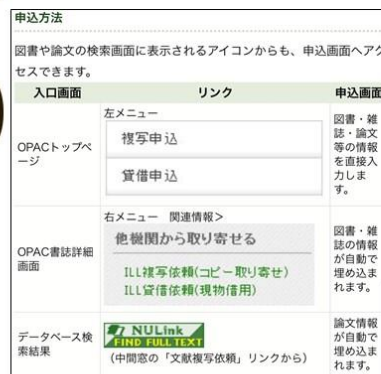 申込方法
図書や論文の検索画面に表示されるアイコンからも、申込画面へアク
セスできます。
入口画面 リンク 申込画面
OPACトップペ
ージ
左メニュー
複写申込
貸借申込
図書・雑
誌・論文
等の情報
を直接入
力しま
す。
OPAC書誌詳細
画面
右メニュー 関連情報>
他機関から取り寄せる
ILL複写依頼(コピー取り寄せ)
ILL貸借依頼(現物借用)
図書・雑
誌の情報
が自動で
埋め込ま
れます。
データベース検
索結果
NULink
FIND FULL TEXT
(中間窓の「文献複写依頼」リンクから)
論文情報
が自動で
埋め込ま
れます。